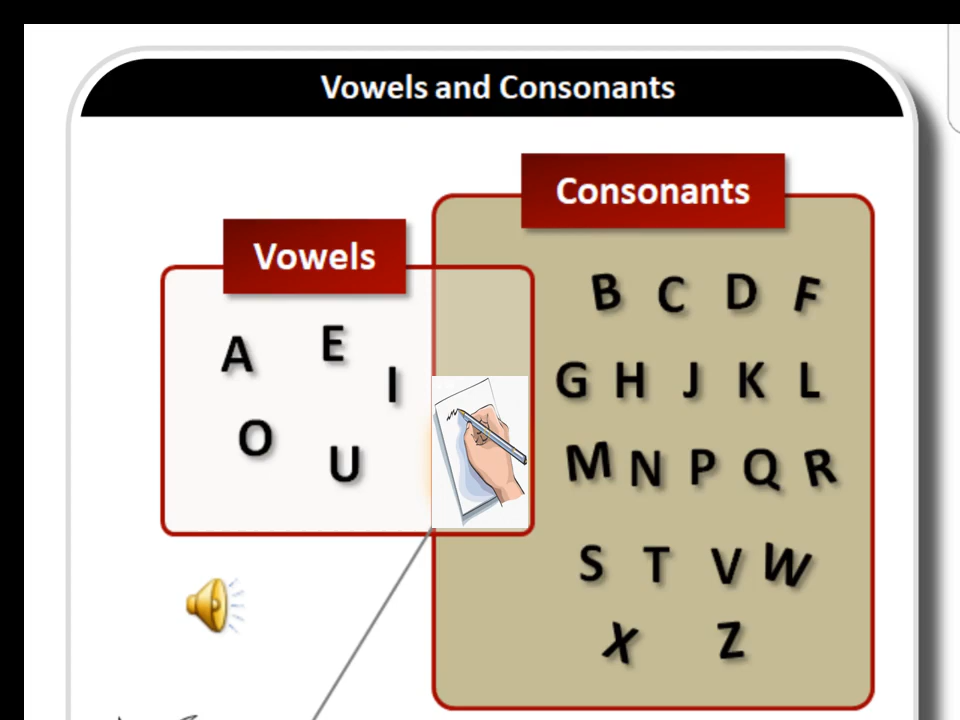 Vowels and Consonants
Consonants
Vowels
A E I
O U
B C D F
G H J K L
M N P Q R
S T V W
X Z